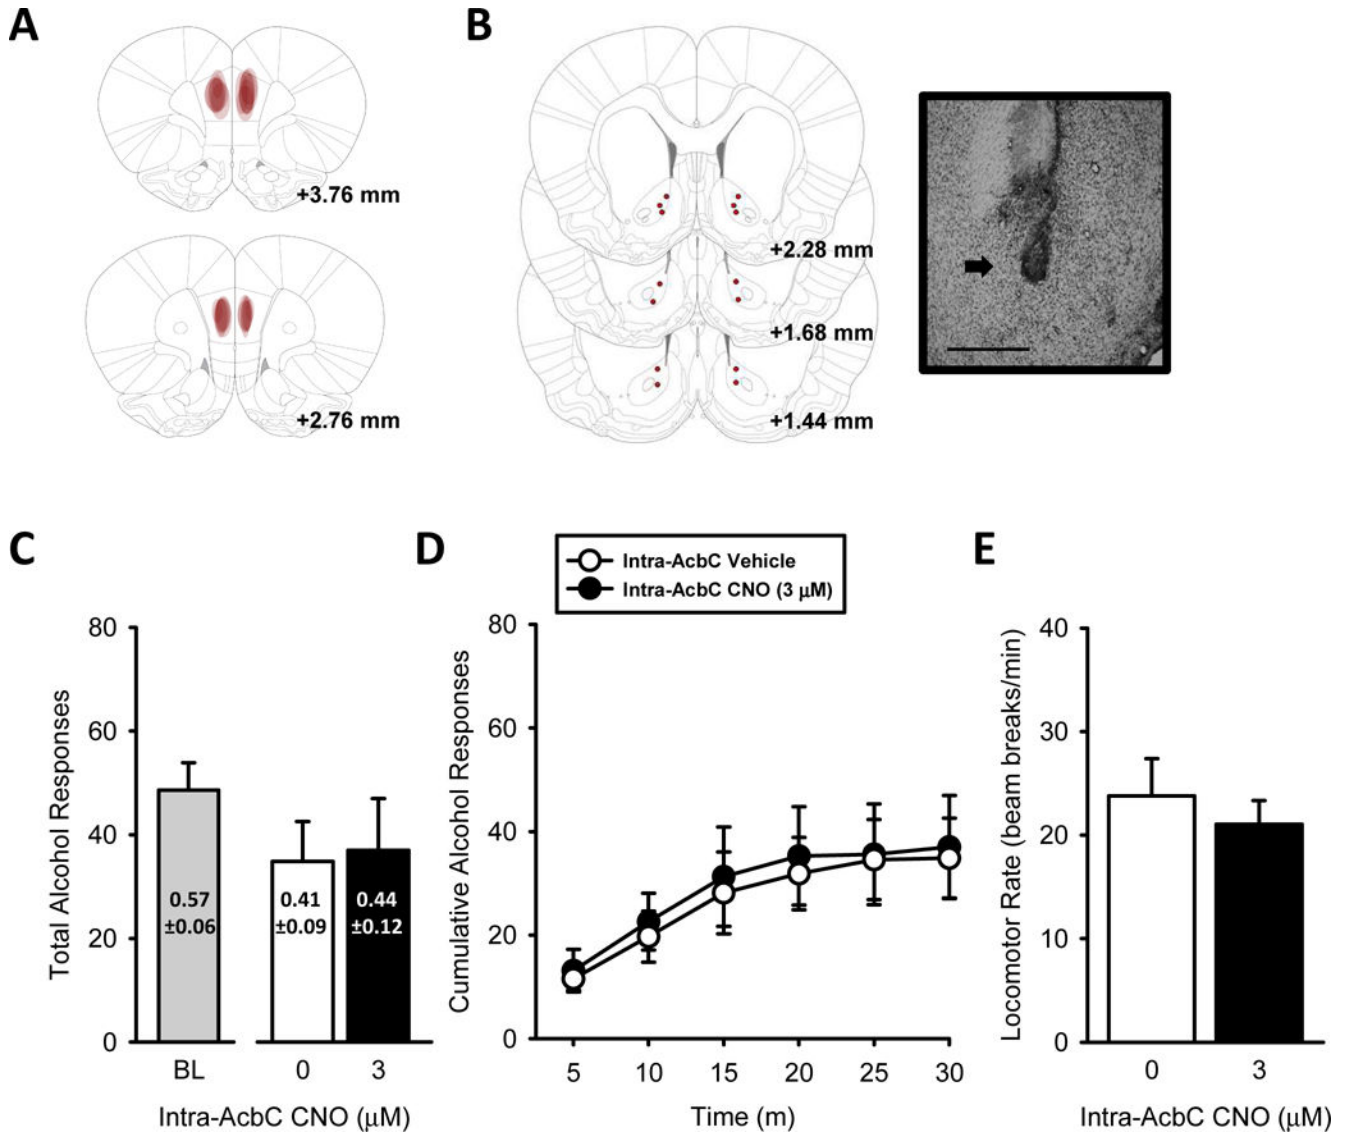 A
+3.76 mm
+2.76 mm
B
+2.28 mm
+1.68 mm
+1.44 mm
C
Total Alcohol Responses
80
60
40
20
0
0.57
±0.06
0.41
±0.09
0.44
±0.12
BL
0
3
Intra-AcbC CNO (μM)
D
Intra-AcbC Vehicle
Intra-AcbC CNO (3 μM)
Cumulative Alcohol Responses
80
60
40
20
0
5
10
15
20
25
30
Time (m)
E
Locomotor Rate (beam breaks/min)
40
30
20
10
0
0
3
Intra-AcbC CNO (μM)